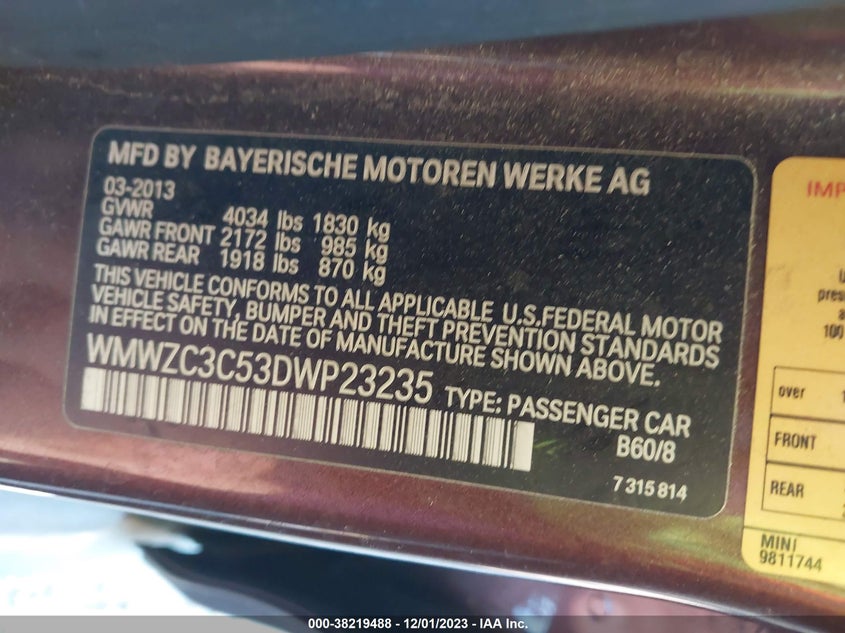 MFD BY BAYERISCHE MOTOREN WERKE AG
03-2013
GVWR 4034 lbs 1830 kg
GAWR FRONT 2172 lbs 985 kg
GAWR REAR 1918 lbs 870 kg
THIS VEHICLE CONFORMS TO ALL APPLICABLE U.S.FEDERAL MOTOR
VEHICLE SAFETY, BUMPER AND THEFT PREVENTION STANDARDS
IN EFFECT ON THE DATE OF MANUFACTURE SHOWN ABOVE.
WMWZC3C53DWP23235 TYPE: PASSENGER CAR
B60/8
7 315 814
over
100
FRONT
REAR
MINI
9811744
000-38219488 - 12/01/2023 - IAA Inc.